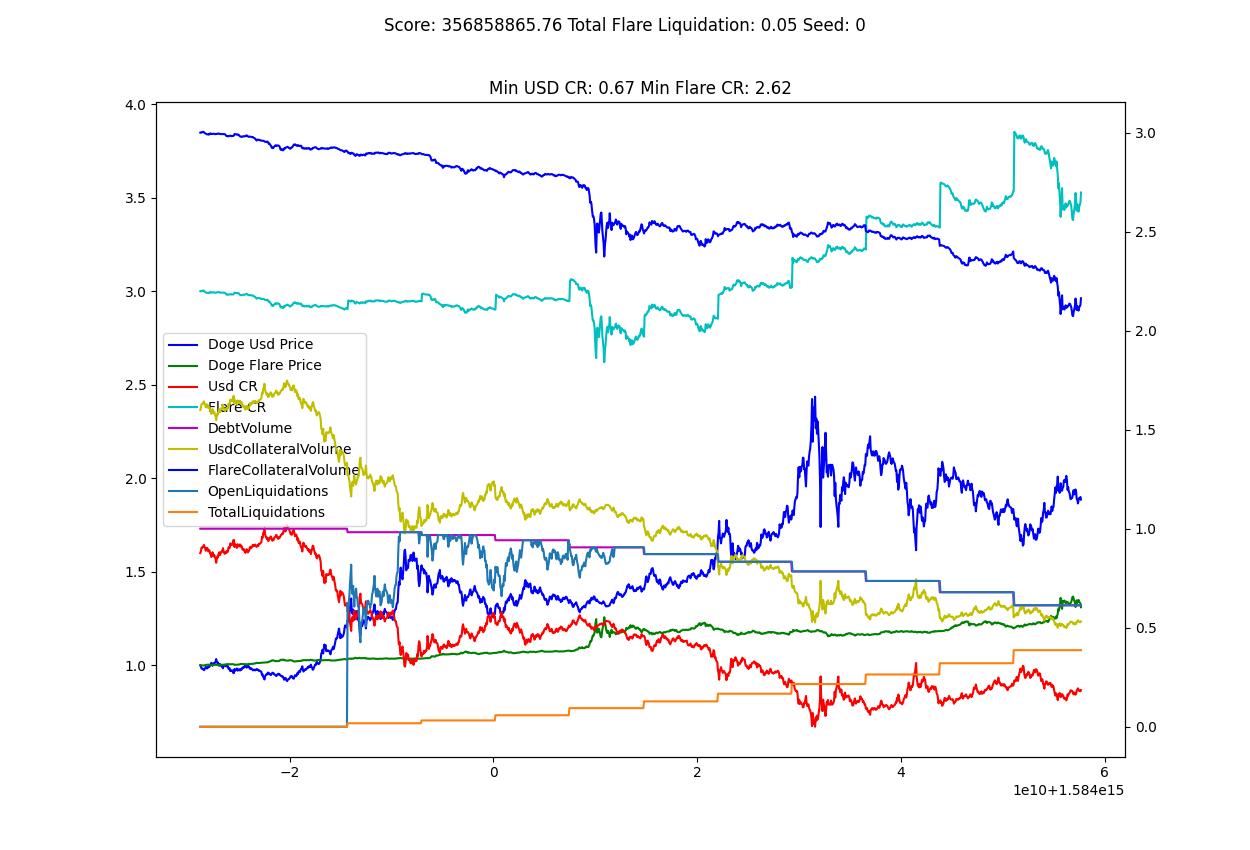 Score: 356858865.76 Total Flare Liquidation: 0.05 Seed: 0
Min USD CR: 0.67 Min Flare CR: 2.62
4.0
3.5
3.0
2.5
2.0
1.5
1.0
3.0
2.5
2.0
1.5
1.0
0.5
0.0
Doge Usd Price
Doge Flare Price
Usd CR
Flare CR
DebtVolume
UsdCollateralVolume
FlareCollateralVolume
OpenLiquidations
TotalLiquidations
−2
0
2
4
6
1e10+1.584e15